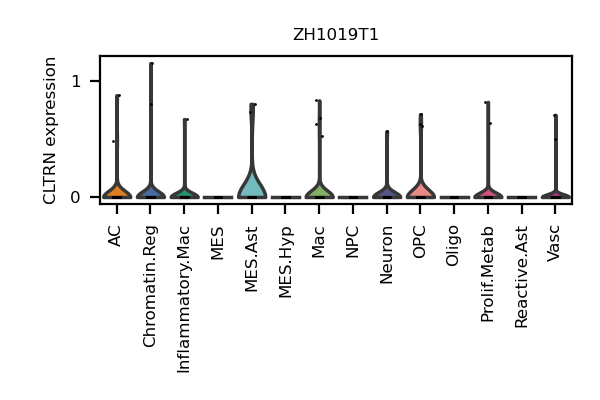 ZH1019T1
CLTRN expression
1
0
AC
Chromatin.Reg
Inflammatory.Mac
MES
MES.Ast
MES.Hyp
Mac
NPC
Neuron
OPC
Oligo
Prolif.Metab
Reactive.Ast
Vasc